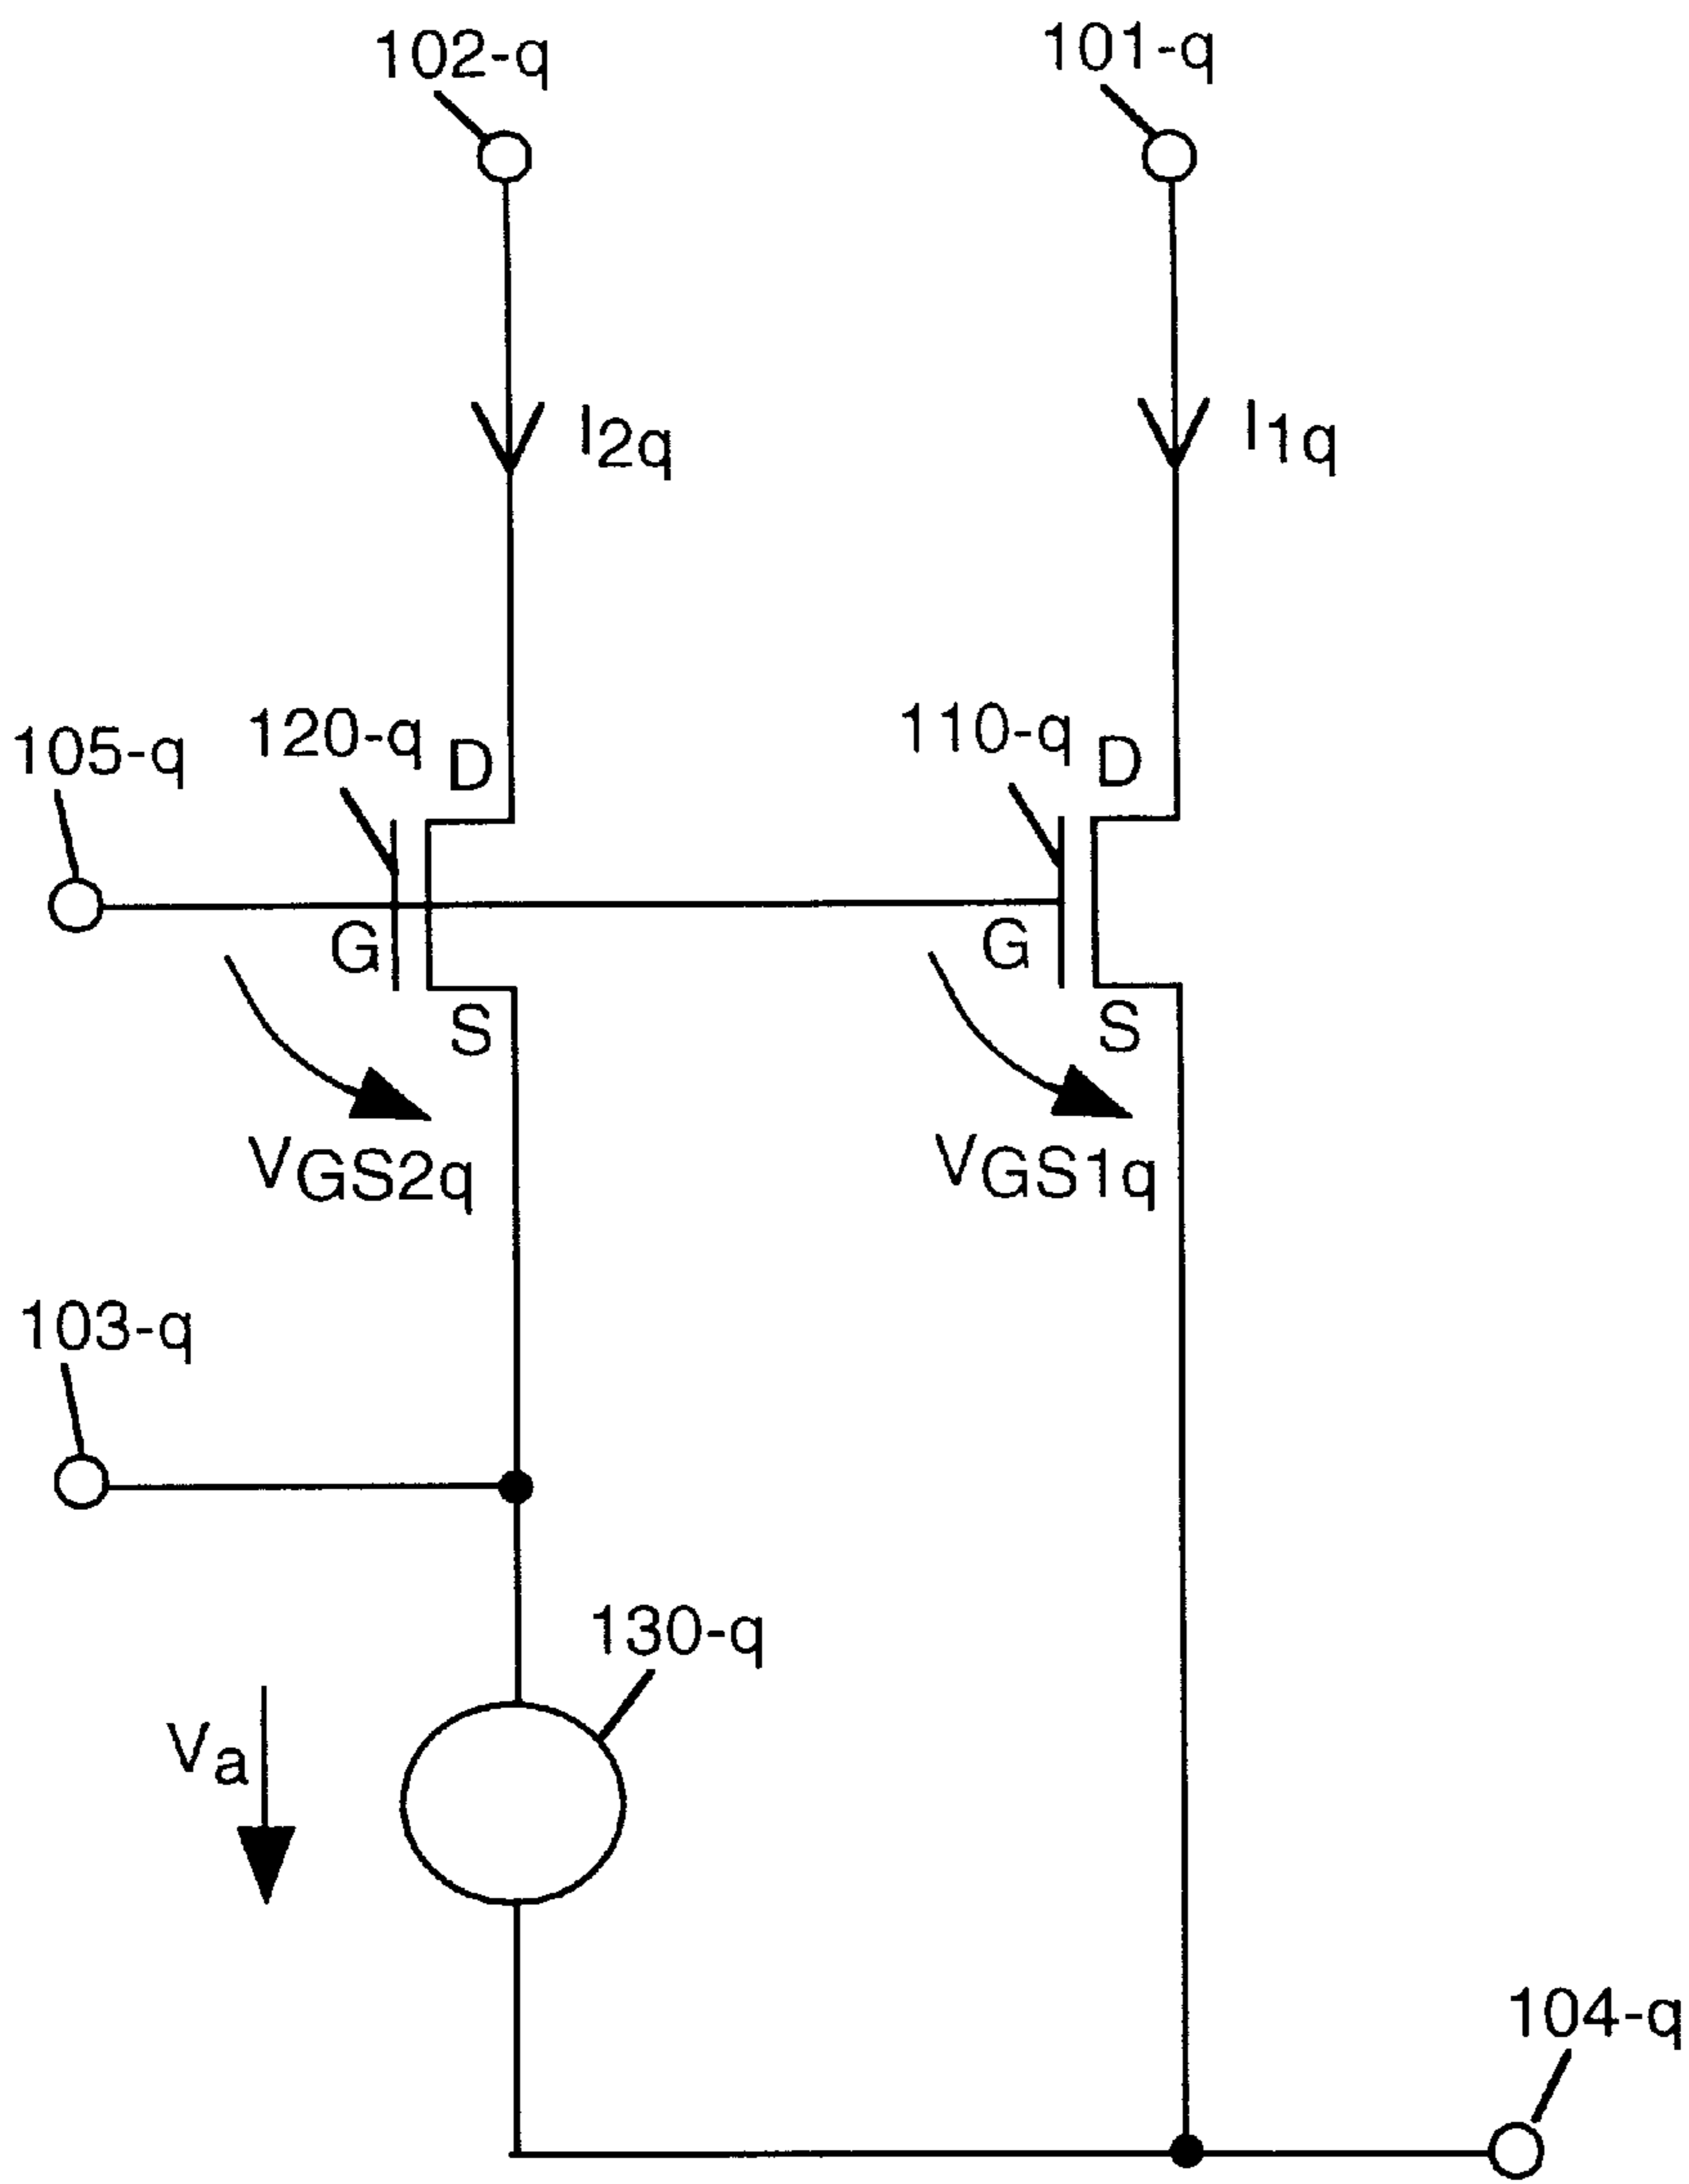 102-q
101-q
I2q
I1q
105-q
120-q
D
110-q
D
G
S
G
S
VGS2q
VGS1q
103-q
130-q
Va
104-q